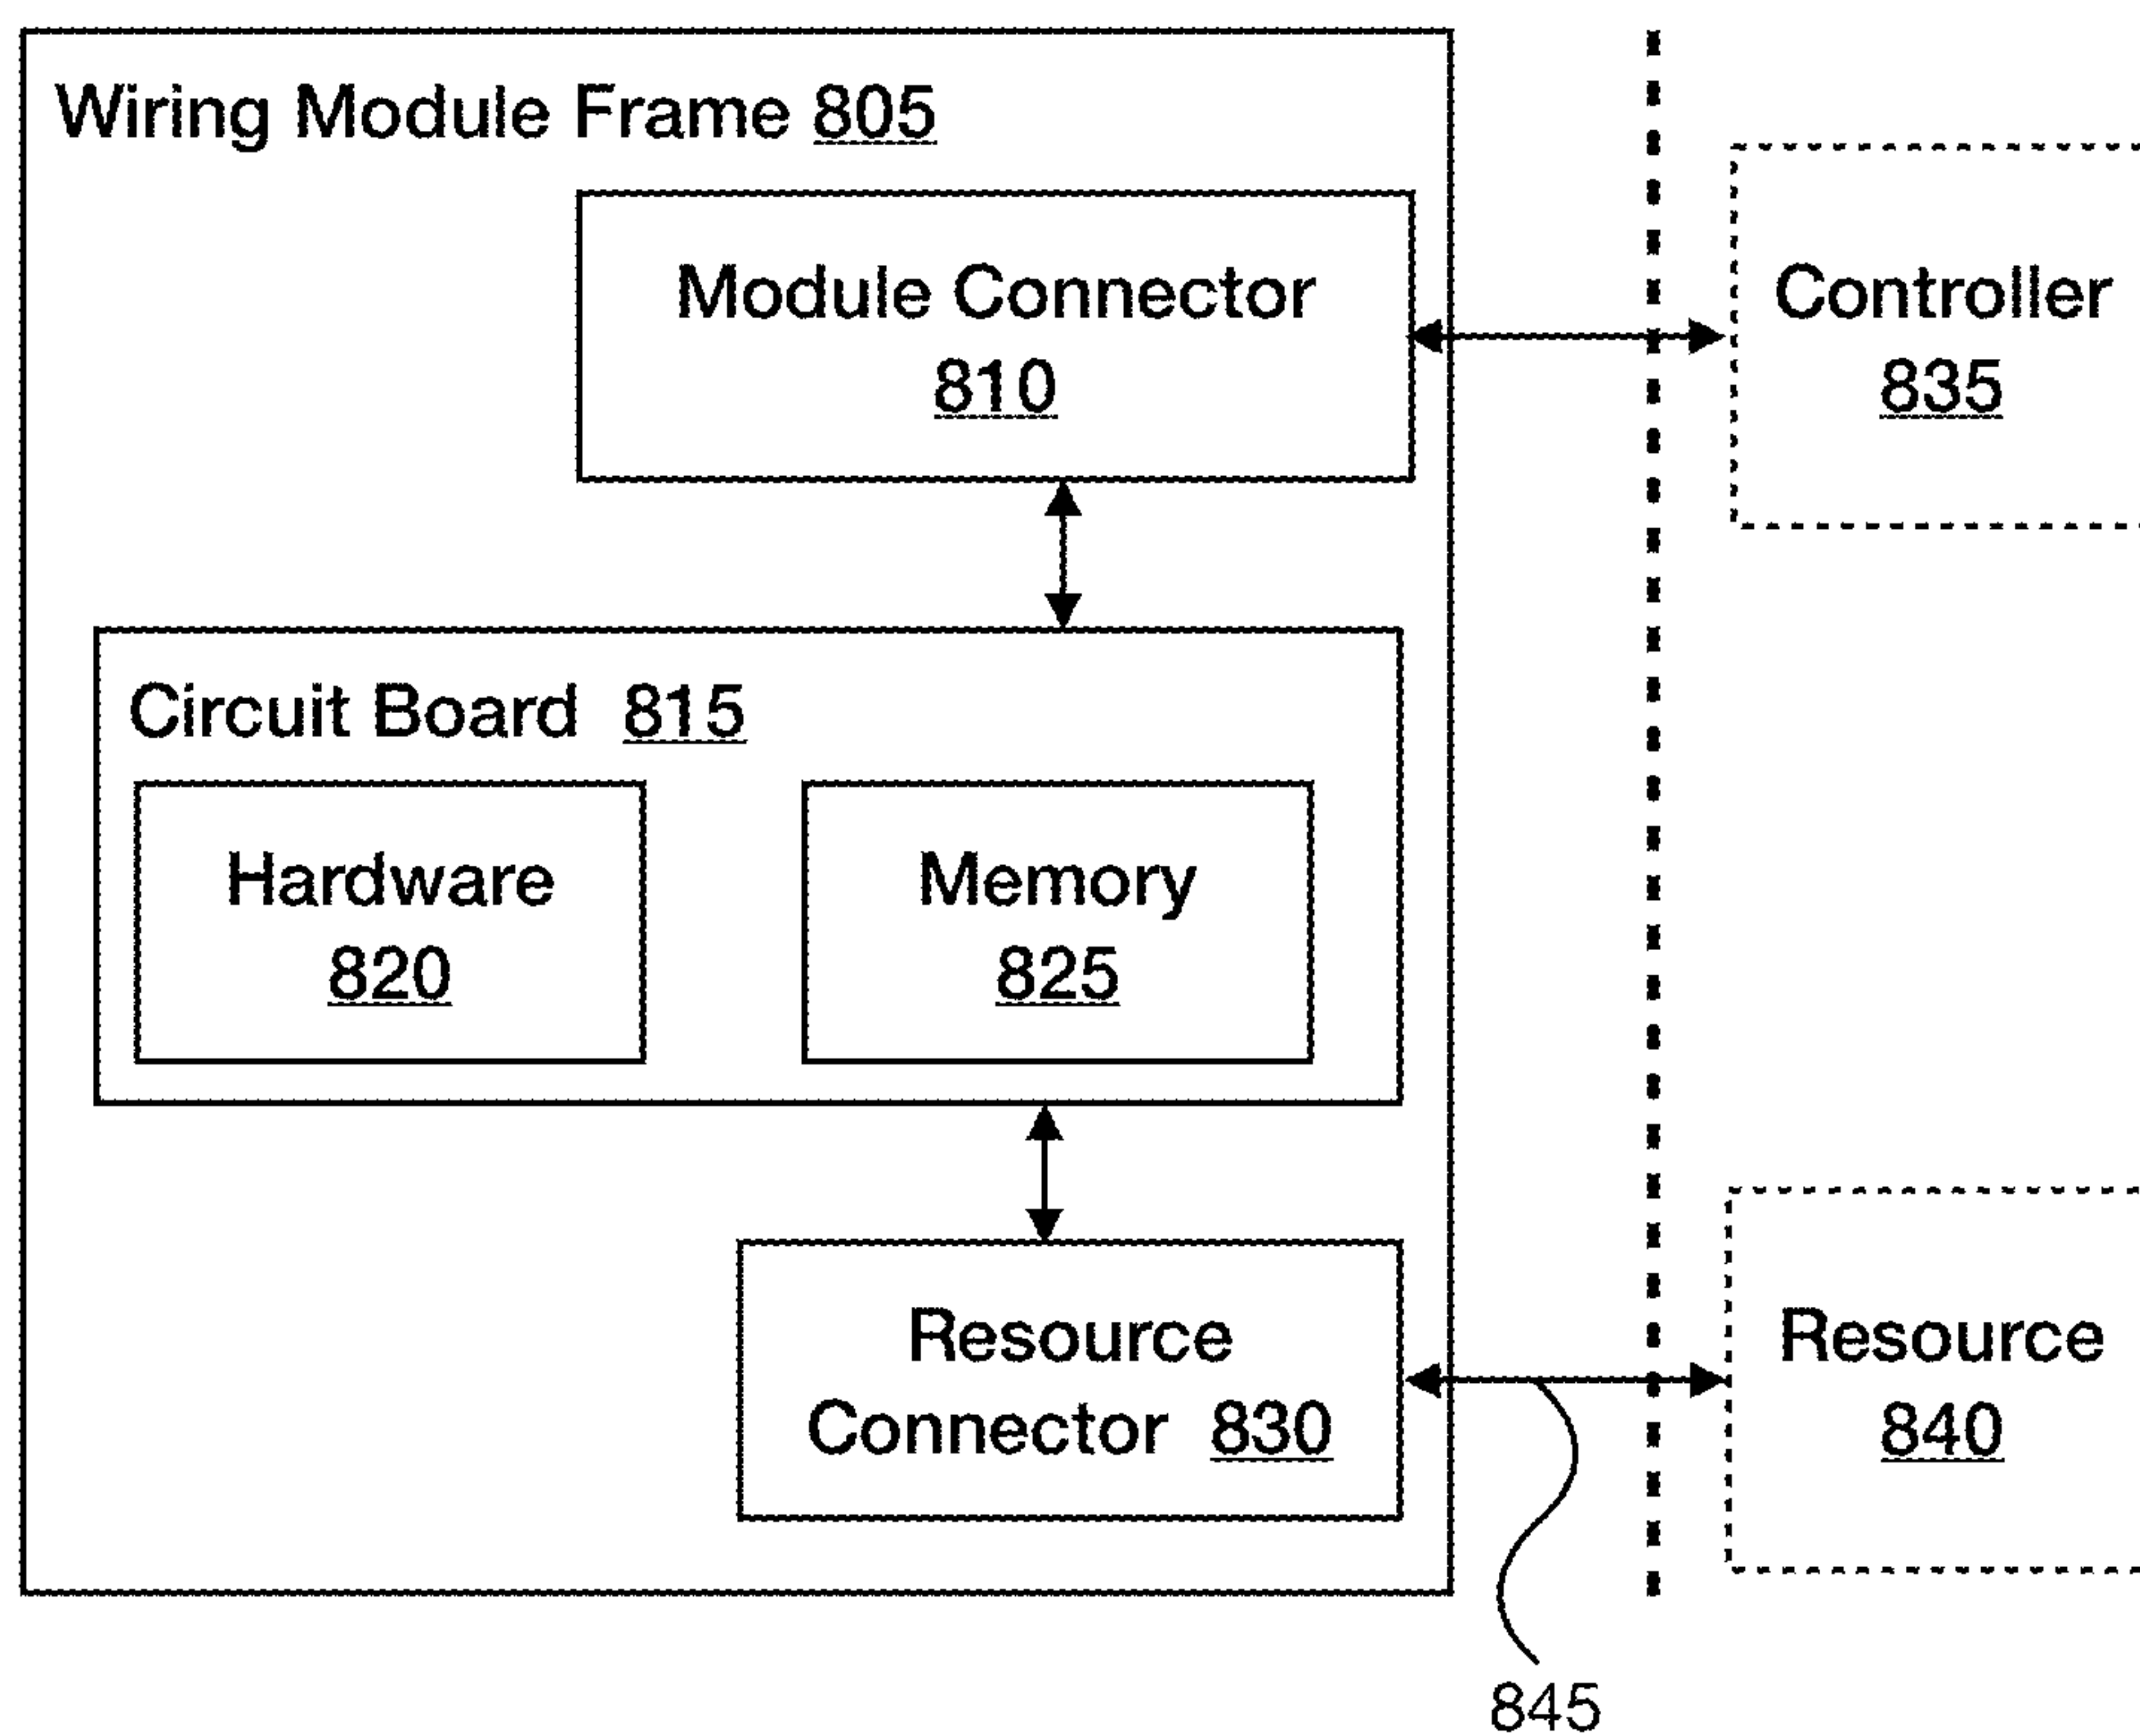 Wiring Module Frame 805
Module Connector
810
Controller
835
Circuit Board 815
Hardware
820
Memory
825
Resource
Connector 830
Resource
840
845